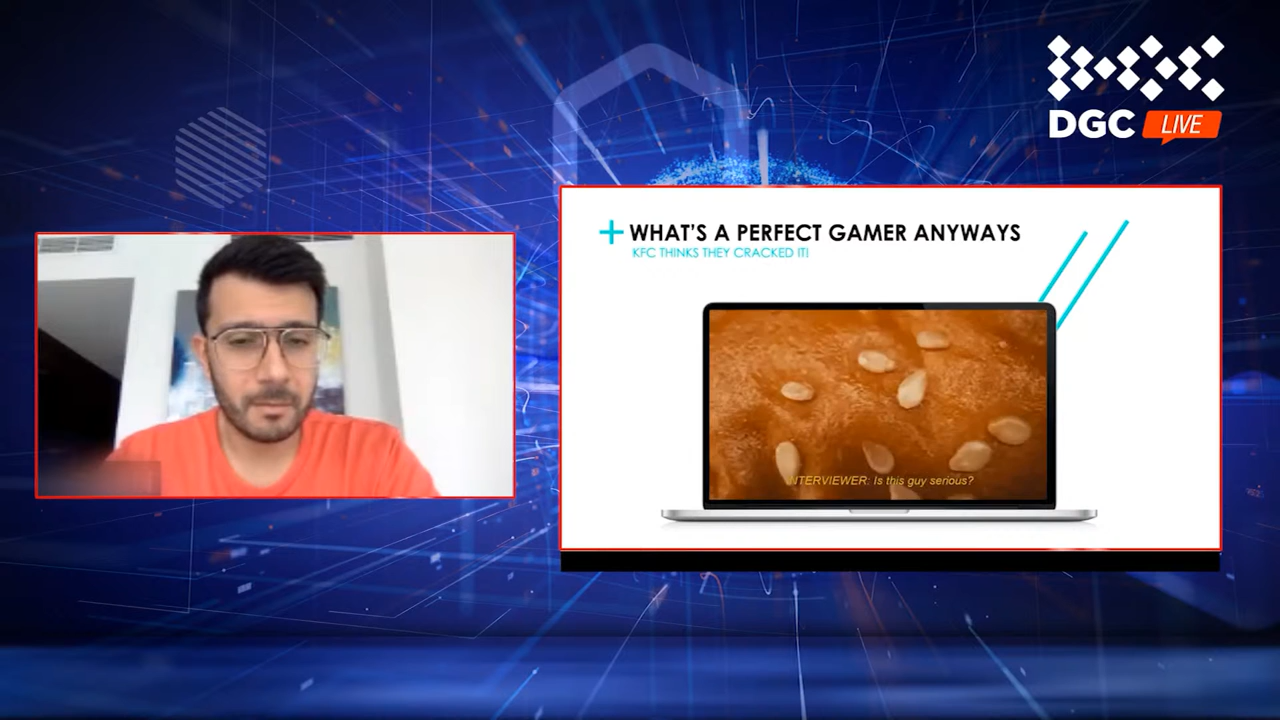 DGC LIVE
WHAT'S A PERFECT GAMER ANYWAYS
KFC THINKS THEY CRACKED IT!
INTERVIEWER: Is this guy serious?